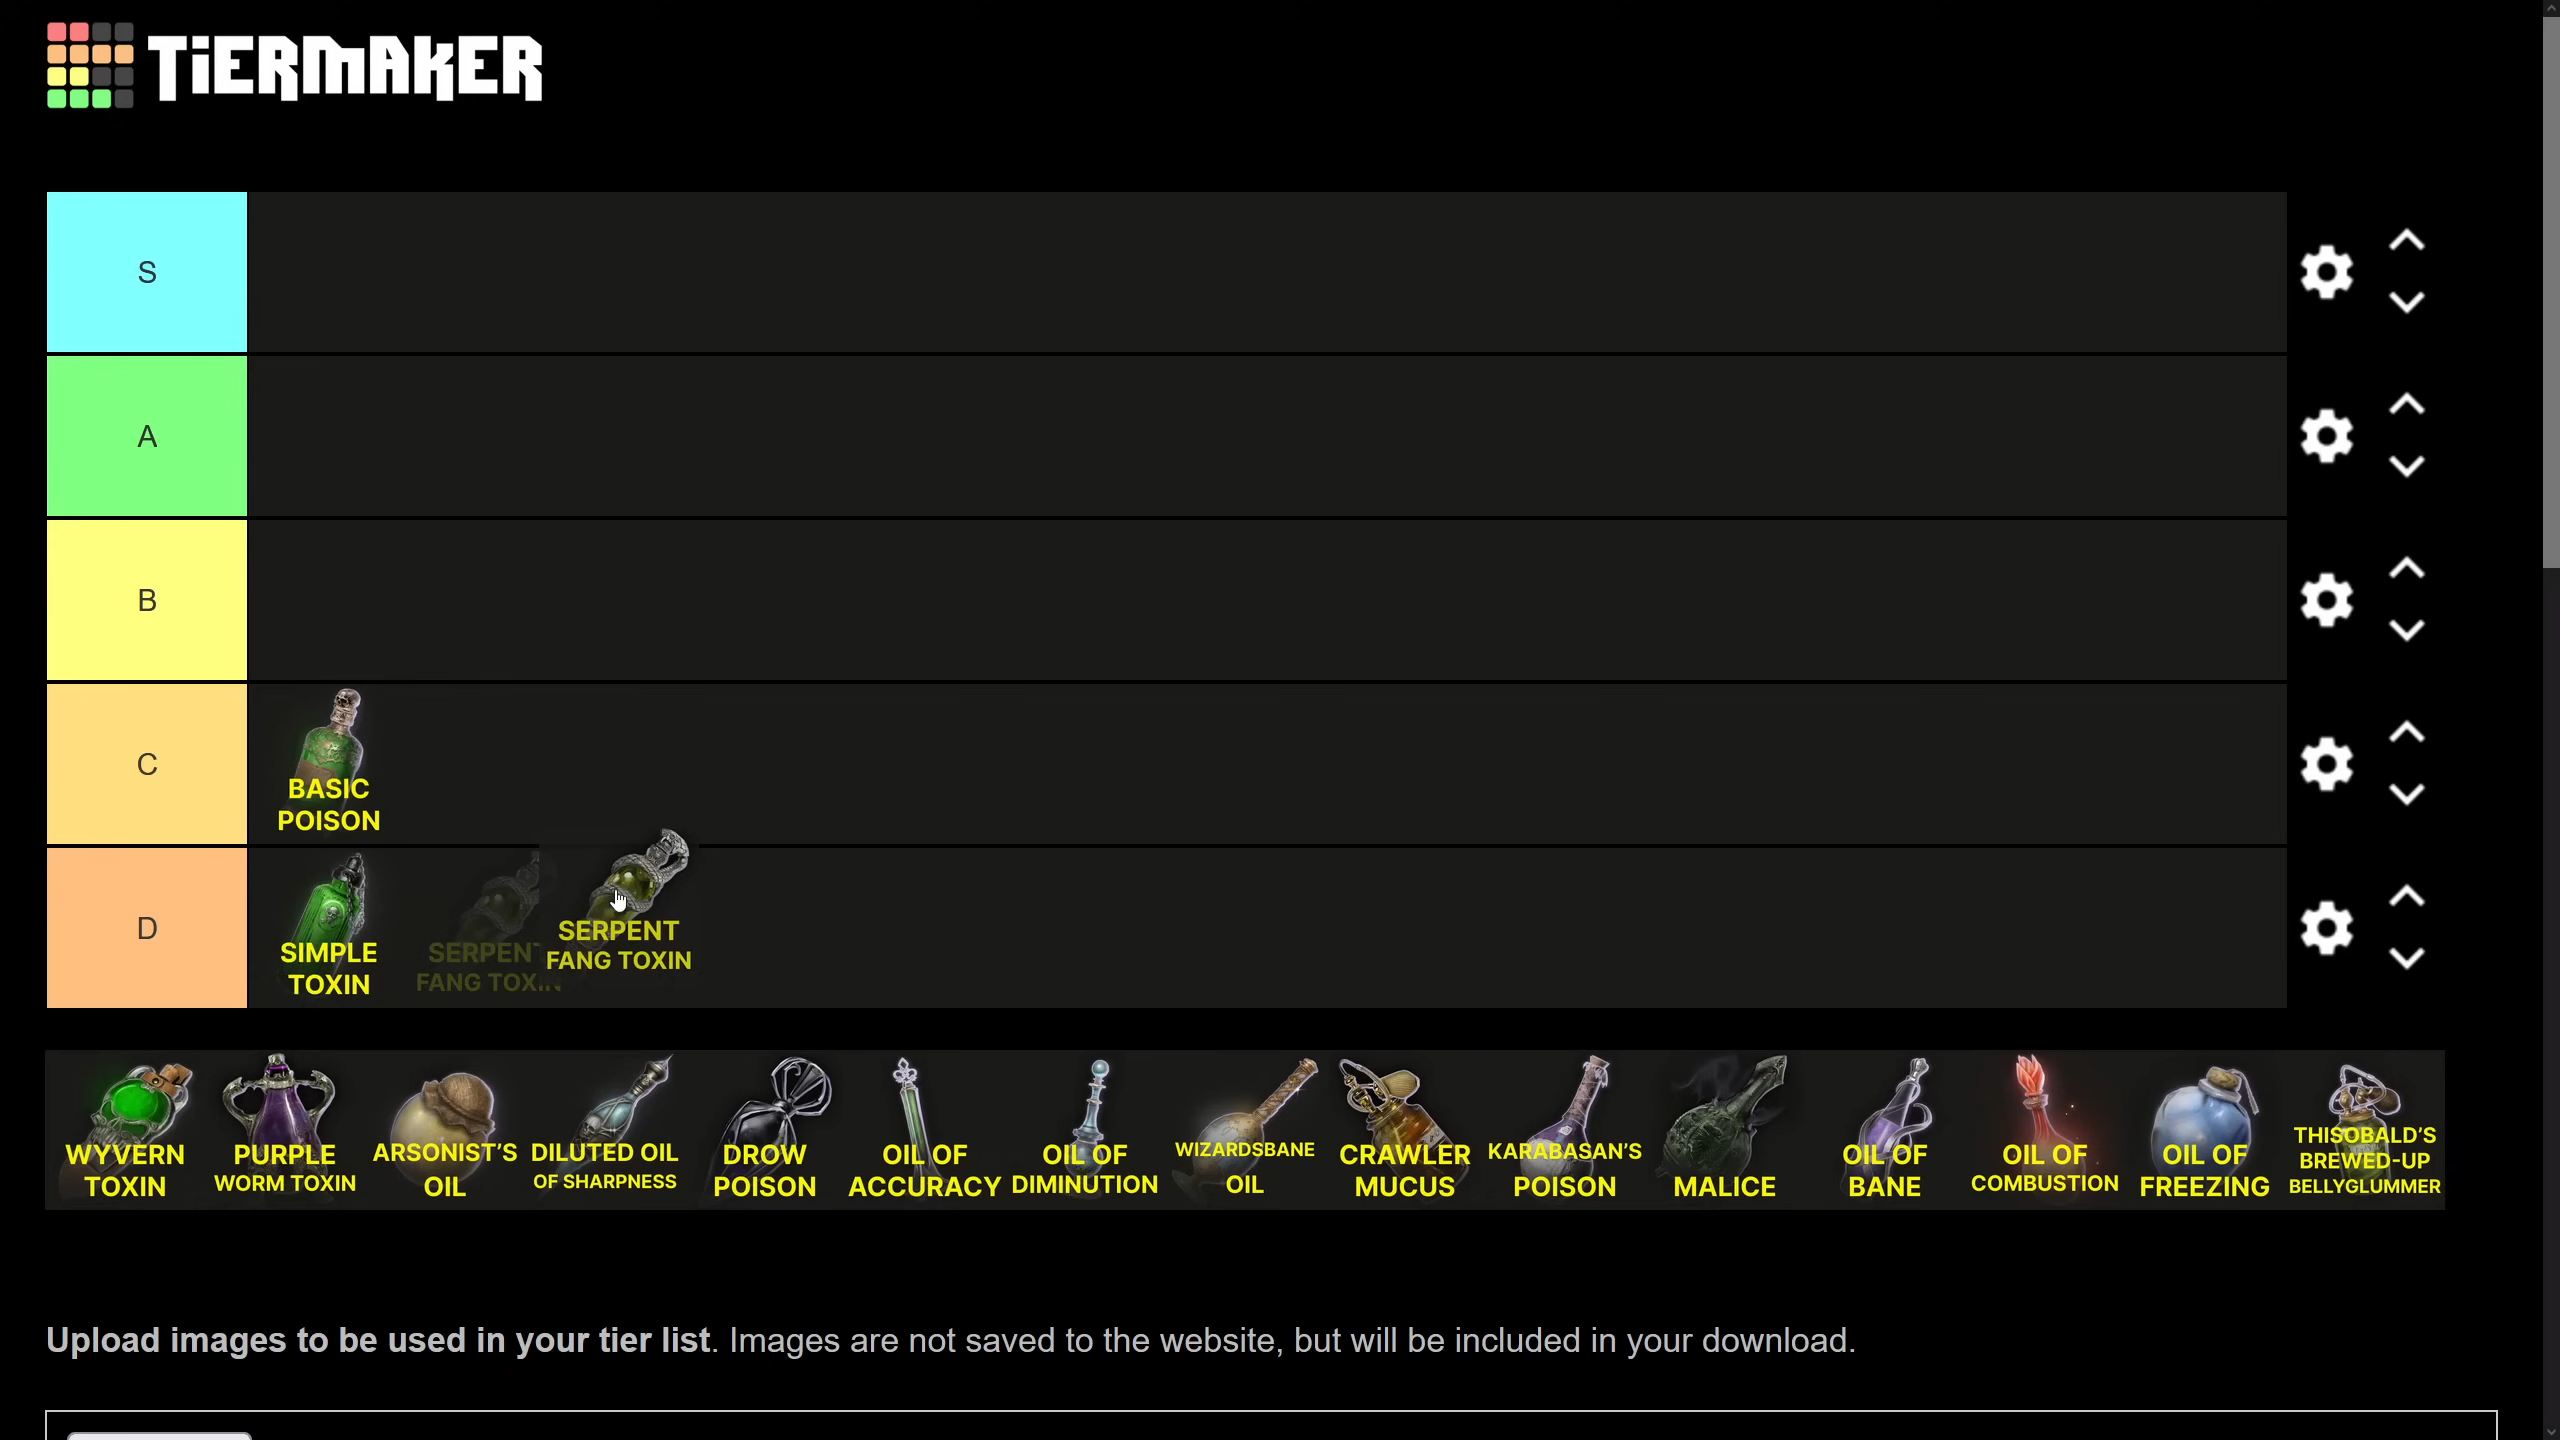 TiERMAKER
S
A
B
C
BASIC
POISON
D
SIMPLE
TOXIN
SERPENT
FANG TOX
SERPENT
FANG TOXIN
WYVERN
TOXIN
PURPLE
WORM TOXIN
ARSONIST'S
OIL
DILUTED OIL
OF SHARPNESS
DROW
POISON
OIL OF
ACCURACY
OIL OF
DIMINUTION
WIZARDSBANE
OIL
CRAWLER
MUCUS
KARABASAN'S
POISON
MALICE
OIL OF
BANE
OIL OF
COMBUSTION
OIL OF
FREEZING
THISOBALD'S
BREWED-UP
BELLYGLUMMER
Upload images to be used in your tier list. Images are not saved to the website, but will be included in your download.